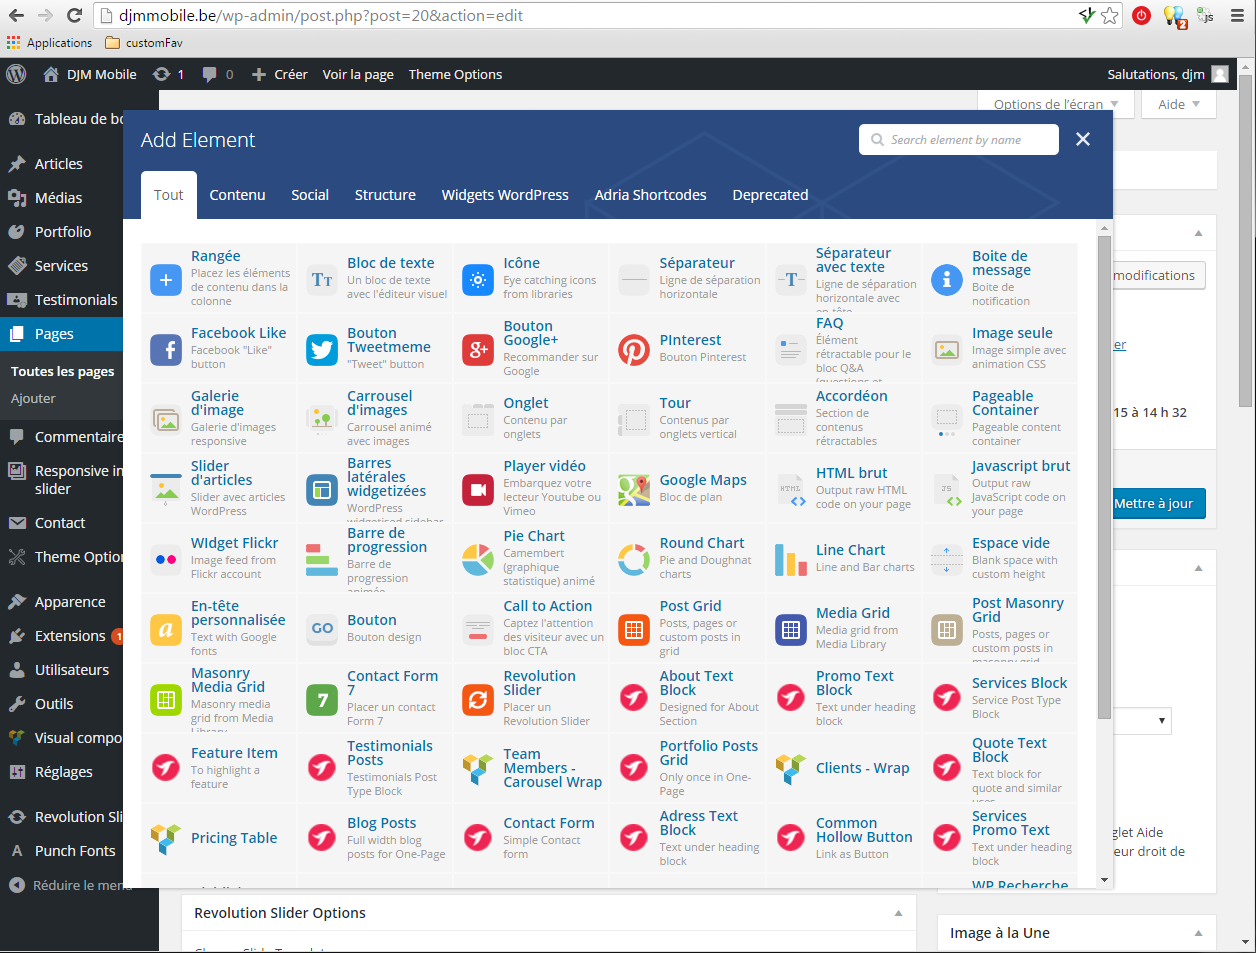 djmmobile.be/wp-admin/post.php?post=20&action=edit
2
js
Applications
customFav
DJM Mobile
1
0
Créer
Voir la page
Theme Options
Salutations, djm
Options de l'écran
Aide
Tableau de bo
Articles
Médias
Portfolio
Services
Testimonials
Pages
Toutes les pages
Ajouter
Commentaire
Responsive in
slider
Contact
Theme Option
Apparence
Extensions 1
Utilisateurs
Outils
Visual compo
Réglages
Revolution Sli
Punch Fonts
Réduire le menu
Add Element
Search element by name
Tout
Contenu
Social
Structure
Widgets WordPress
Adria Shortcodes
Deprecated
Rangée
Placez les éléments
de contenu dans la
colonne
Bloc de texte
Un bloc de texte
avec l'éditeur visuel
Icône
Eye catching icons
from libraries
Séparateur
Ligne de séparation
horizontale
Séparateur
avec texte
Ligne de séparation
horizontale avec
en-tête
Boite de
message
Boite de
notification
Facebook Like
Facebook "Like"
button
Bouton
Tweetmeme
"Tweet" button
Bouton
Google+
Recommander sur
Google
PInterest
Bouton Pinterest
FAQ
Élément
rétractable pour le
bloc Q&A
(questions et
Image seule
Image simple avec
animation CSS
Galerie
d'image
Galerie d'images
responsive
Carrousel
d'images
Carrousel animé
avec images
Onglet
Contenu par
onglets
Tour
Contenus par
onglets vertical
Accordéon
Section de
contenus
rétractables
Pageable
Container
Pageable content
container
Slider
d'articles
Slider avec articles
WordPress
Barres
latérales
widgetizées
WordPress
widgetised sidebar
Player vidéo
Embarquez votre
lecteur Youtube ou
Vimeo
Google Maps
Bloc de plan
HTML
HTML brut
Output raw HTML
code on your page
JS
Javascript brut
Output raw
JavaScript code on
your page
WIdget Flickr
Image feed from
Flickr account
Barre de
progression
Barre de
progression
animée
Pie Chart
Camembert
(graphique
statistique) animé
Round Chart
Pie and Doughnat
charts
Line Chart
Line and Bar charts
Espace vide
Blank space with
custom height
En-tête
personnalisée
Text with Google
fonts
GO
Bouton
Bouton design
Call to Action
Captez l'attention
des visiteur avec un
bloc CTA
Post Grid
Posts, pages or
custom posts in
grid
Media Grid
Media grid from
Media Library
Post Masonry
Grid
Posts, pages or
custom posts in
masonry grid
Masonry
Media Grid
Masonry media
grid from Media
Library
7
Contact Form
7
Placer un contact
Form 7
Revolution
Slider
Placer un
Revolution Slider
About Text
Block
Designed for About
Section
Promo Text
Block
Text under heading
block
Services Block
Service Post Type
Block
Feature Item
To highlight a
feature
Testimonials
Posts
Testimonials Post
Type Block
Team
Members -
Carousel Wrap
Portfolio Posts
Grid
Only once in One-
Page
Clients - Wrap
Quote Text
Block
Text block for
quote and similar
uses
Pricing Table
Blog Posts
Full width blog
posts for One-Page
Contact Form
Simple Contact
form
Adress Text
Block
Text under heading
block
Common
Hollow Button
Link as Button
Services
Promo Text
Text under heading
block
WP Recherche
modifications
er
15 à 14 h 32
Mettre à jour
glet Aide
eur droit de
Revolution Slider Options
Image à la Une